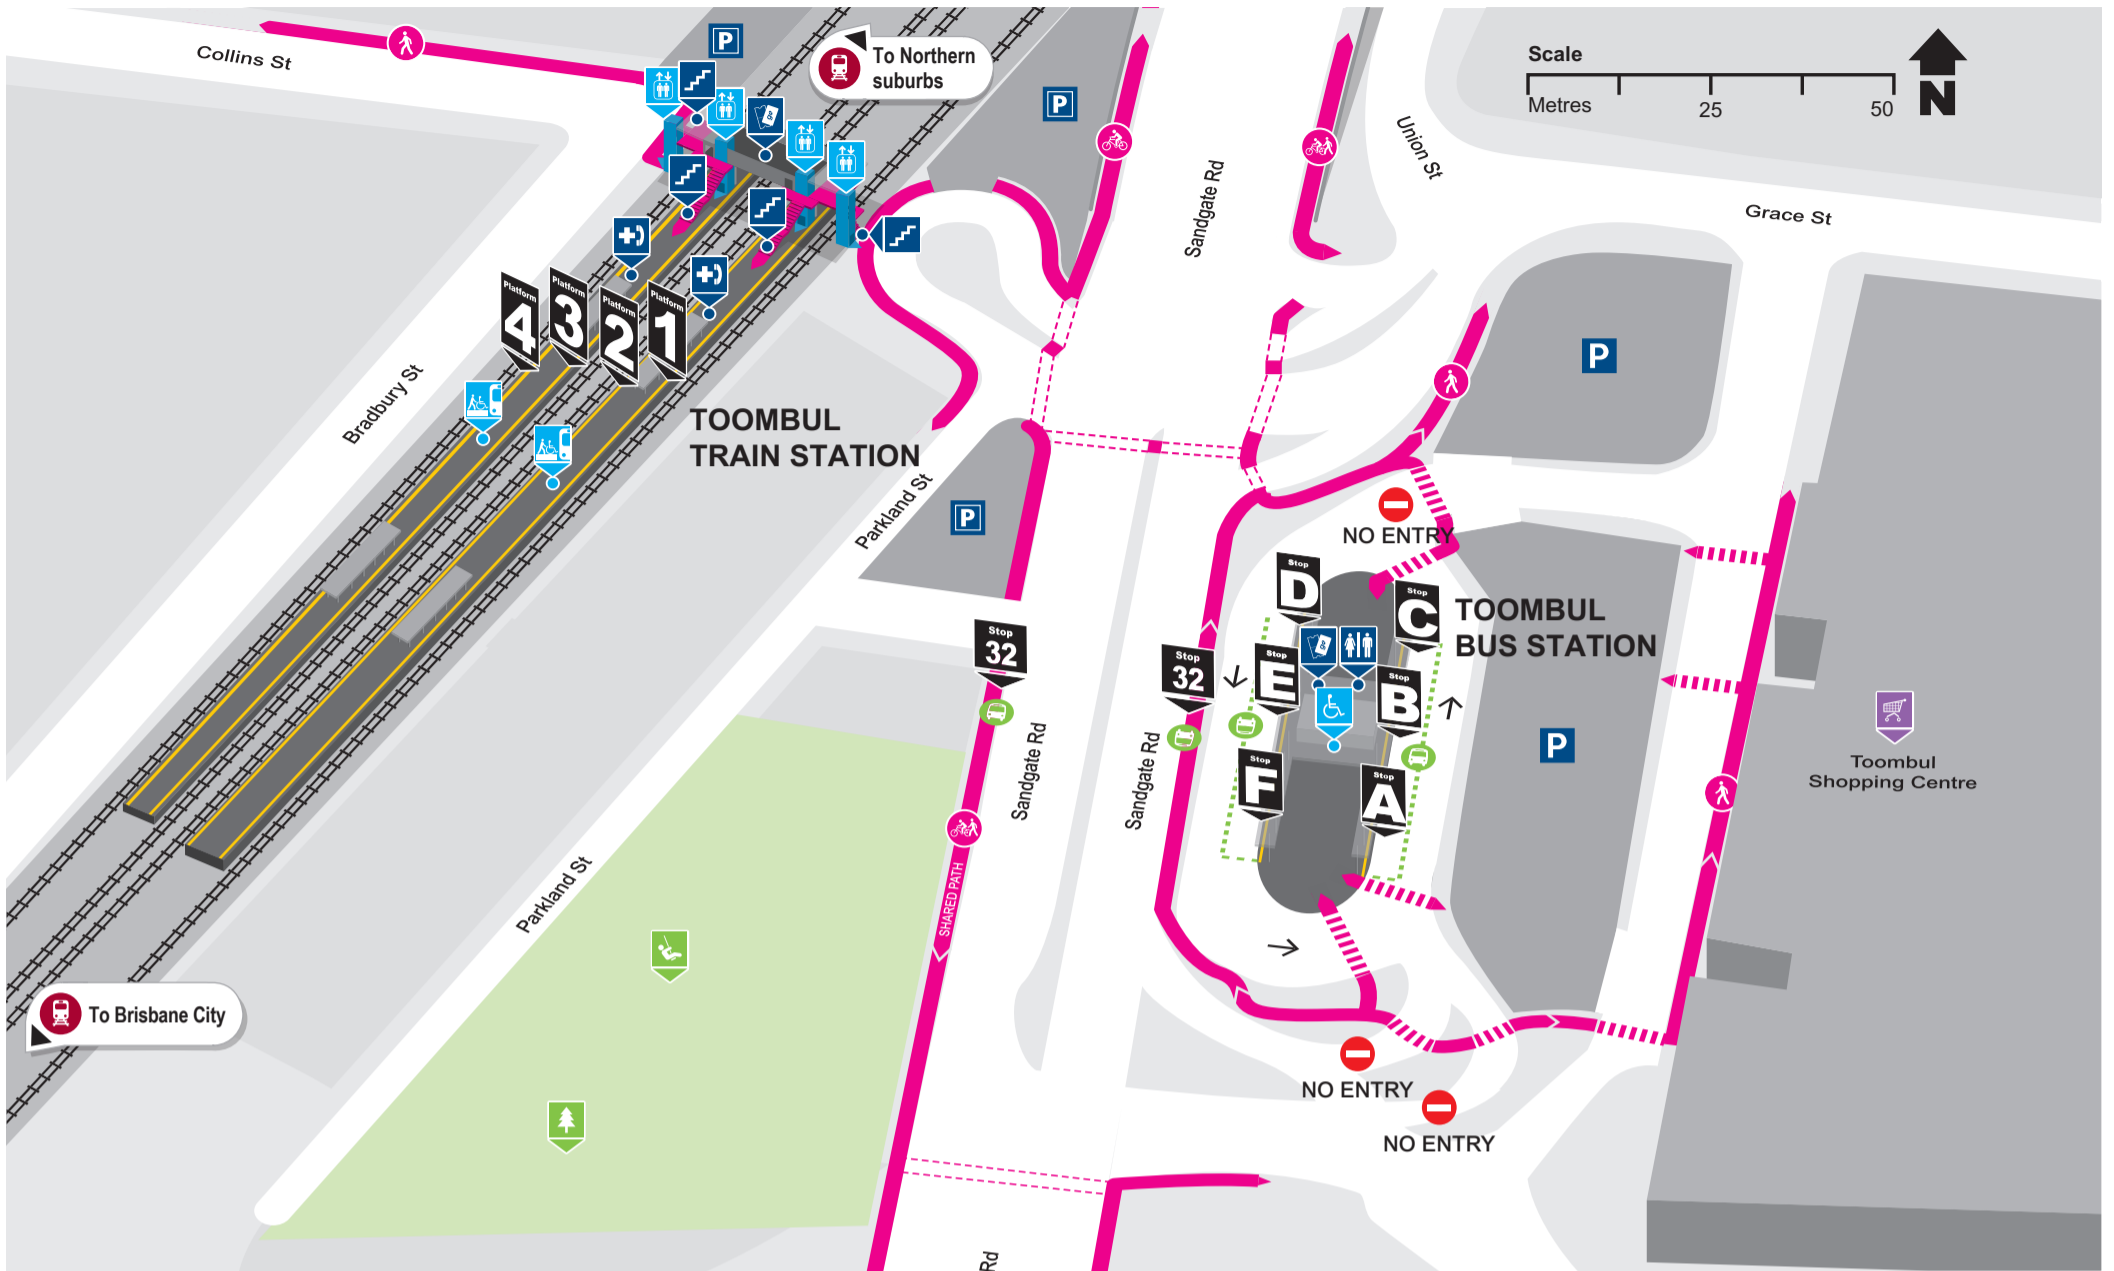 Collins St
P
To Northern
suburbs
P
Scale
Metres
25
50
N
Union St
Sandgate Rd
Grace St
Platform
4
Platform
3
Platform
2
Platform
1
Bradbury St
TOOMBUL
TRAIN STATION
P
Parkland St
P
NO ENTRY
Stop
D
Stop
C
TOOMBUL
BUS STATION
Stop
32
Stop
32
Stop
E
Stop
B
Sandgate Rd
Sandgate Rd
Stop
F
Stop
A
P
Toombul
Shopping Centre
SHARED PATH
Parkland St
To Brisbane City
NO ENTRY
NO ENTRY
Rd